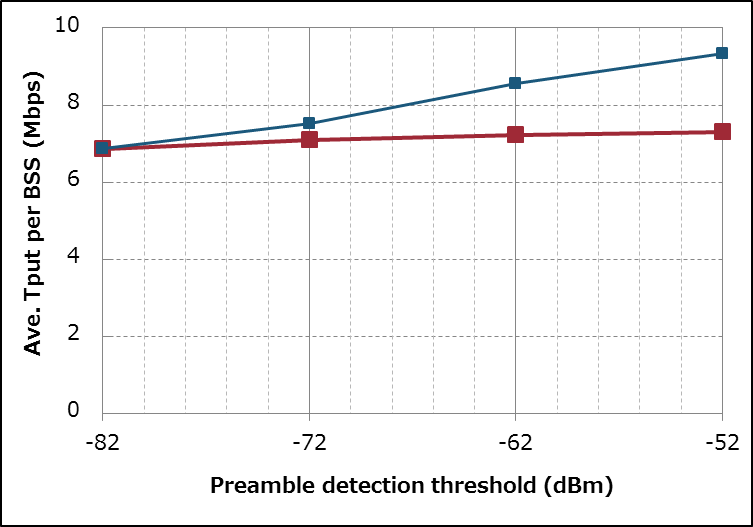 10
8
6
4
2
0
Ave. Tput per BSS (Mbps)
-82 -72 -62 -52
Preamble detection threshold (dBm)